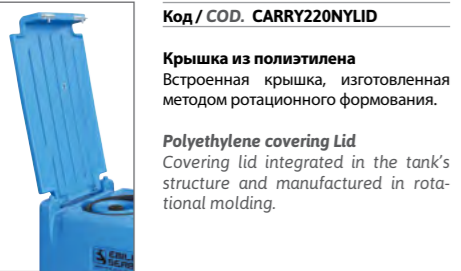 Код / COD. CARRY220NYLID
Крышка из полиэтилена
Встроенная крышка, изготовленная
методом ротационного формования.
Polyethylene covering Lid
Covering lid integrated in the tank's
structure and manufactured in rota-
tional molding.